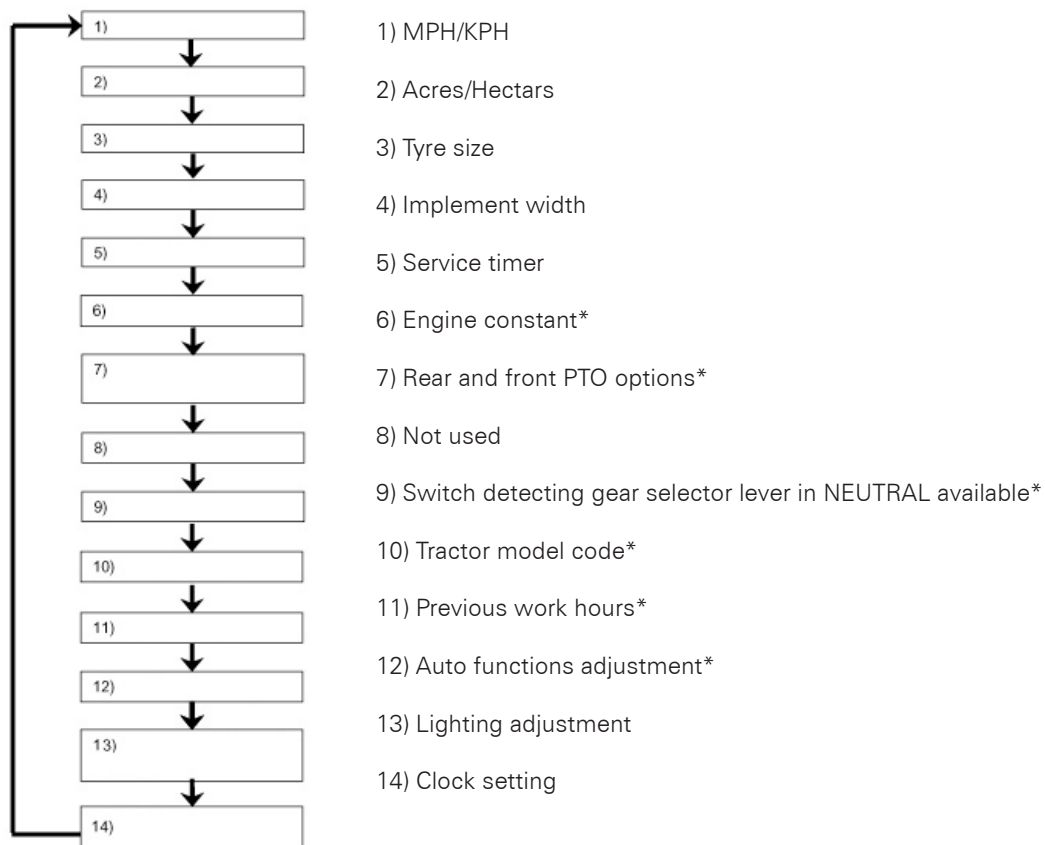 1)
2)
3)
4)
5)
6)
7)
8)
9)
10)
11)
12)
13)
14)
1) MPH/KPH
2) Acres/Hectars
3) Tyre size
4) Implement width
5) Service timer
6) Engine constant*
7) Rear and front PTO options*
8) Not used
9) Switch detecting gear selector lever in NEUTRAL available*
10) Tractor model code*
11) Previous work hours*
12) Auto functions adjustment*
13) Lighting adjustment
14) Clock setting